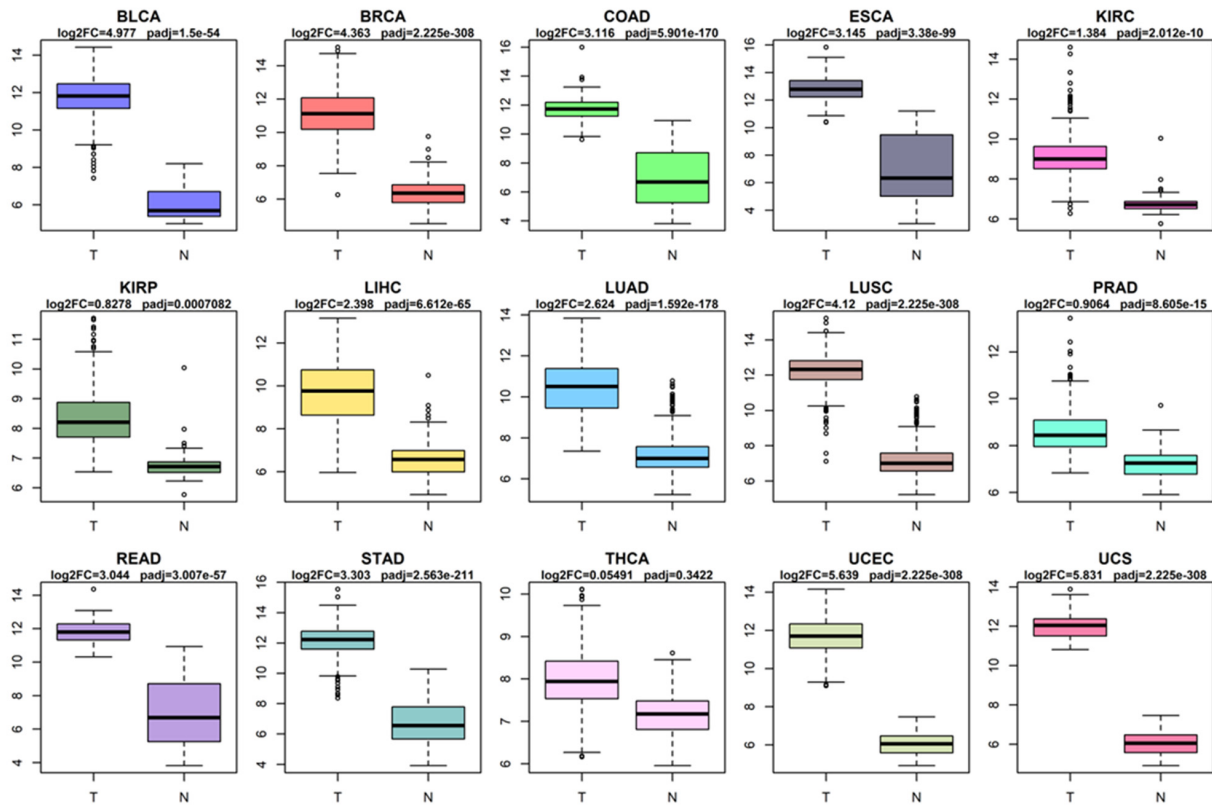 BLCA BRCA COAD ESCA KIRC
log2FC=4.977 padj=1.5e-54 log2FC=4.363 padj=2.225e-308 log2FC=3.116 padj=5.901e-170 log2FC=3.145 padj=3.38e-99 log2FC=1.384 padj=2.012e-10
14 12 10 8 6
14 12 10 8 6
16 14 12 10 8 6 4
16 14 12 10 8 6 4
14 12 10 8 6
T N T N T N T N T N
KIRP LIHC LUAD LUSC PRAD
log2FC=0.8278 padj=0.0007082 log2FC=2.398 padj=6.612e-65 log2FC=2.624 padj=1.592e-178 log2FC=4.12 padj=2.225e-308 log2FC=0.9064 padj=8.605e-15
11 10 9 8 7 6
12 10 8 6
14 12 10 8 6
14 12 10 8 6
12 10 8 6
T N T N T N T N T N
READ STAD THCA UCEC UCS
log2FC=3.044 padj=3.007e-57 log2FC=3.303 padj=2.563e-211 log2FC=0.05491 padj=0.3422 log2FC=5.639 padj=2.225e-308 log2FC=5.831 padj=2.225e-308
14 12 10 8 6 4
16 14 12 10 8 6 4
10 9 8 7 6
14 12 10 8 6
14 12 10 8 6
T N T N T N T N T N